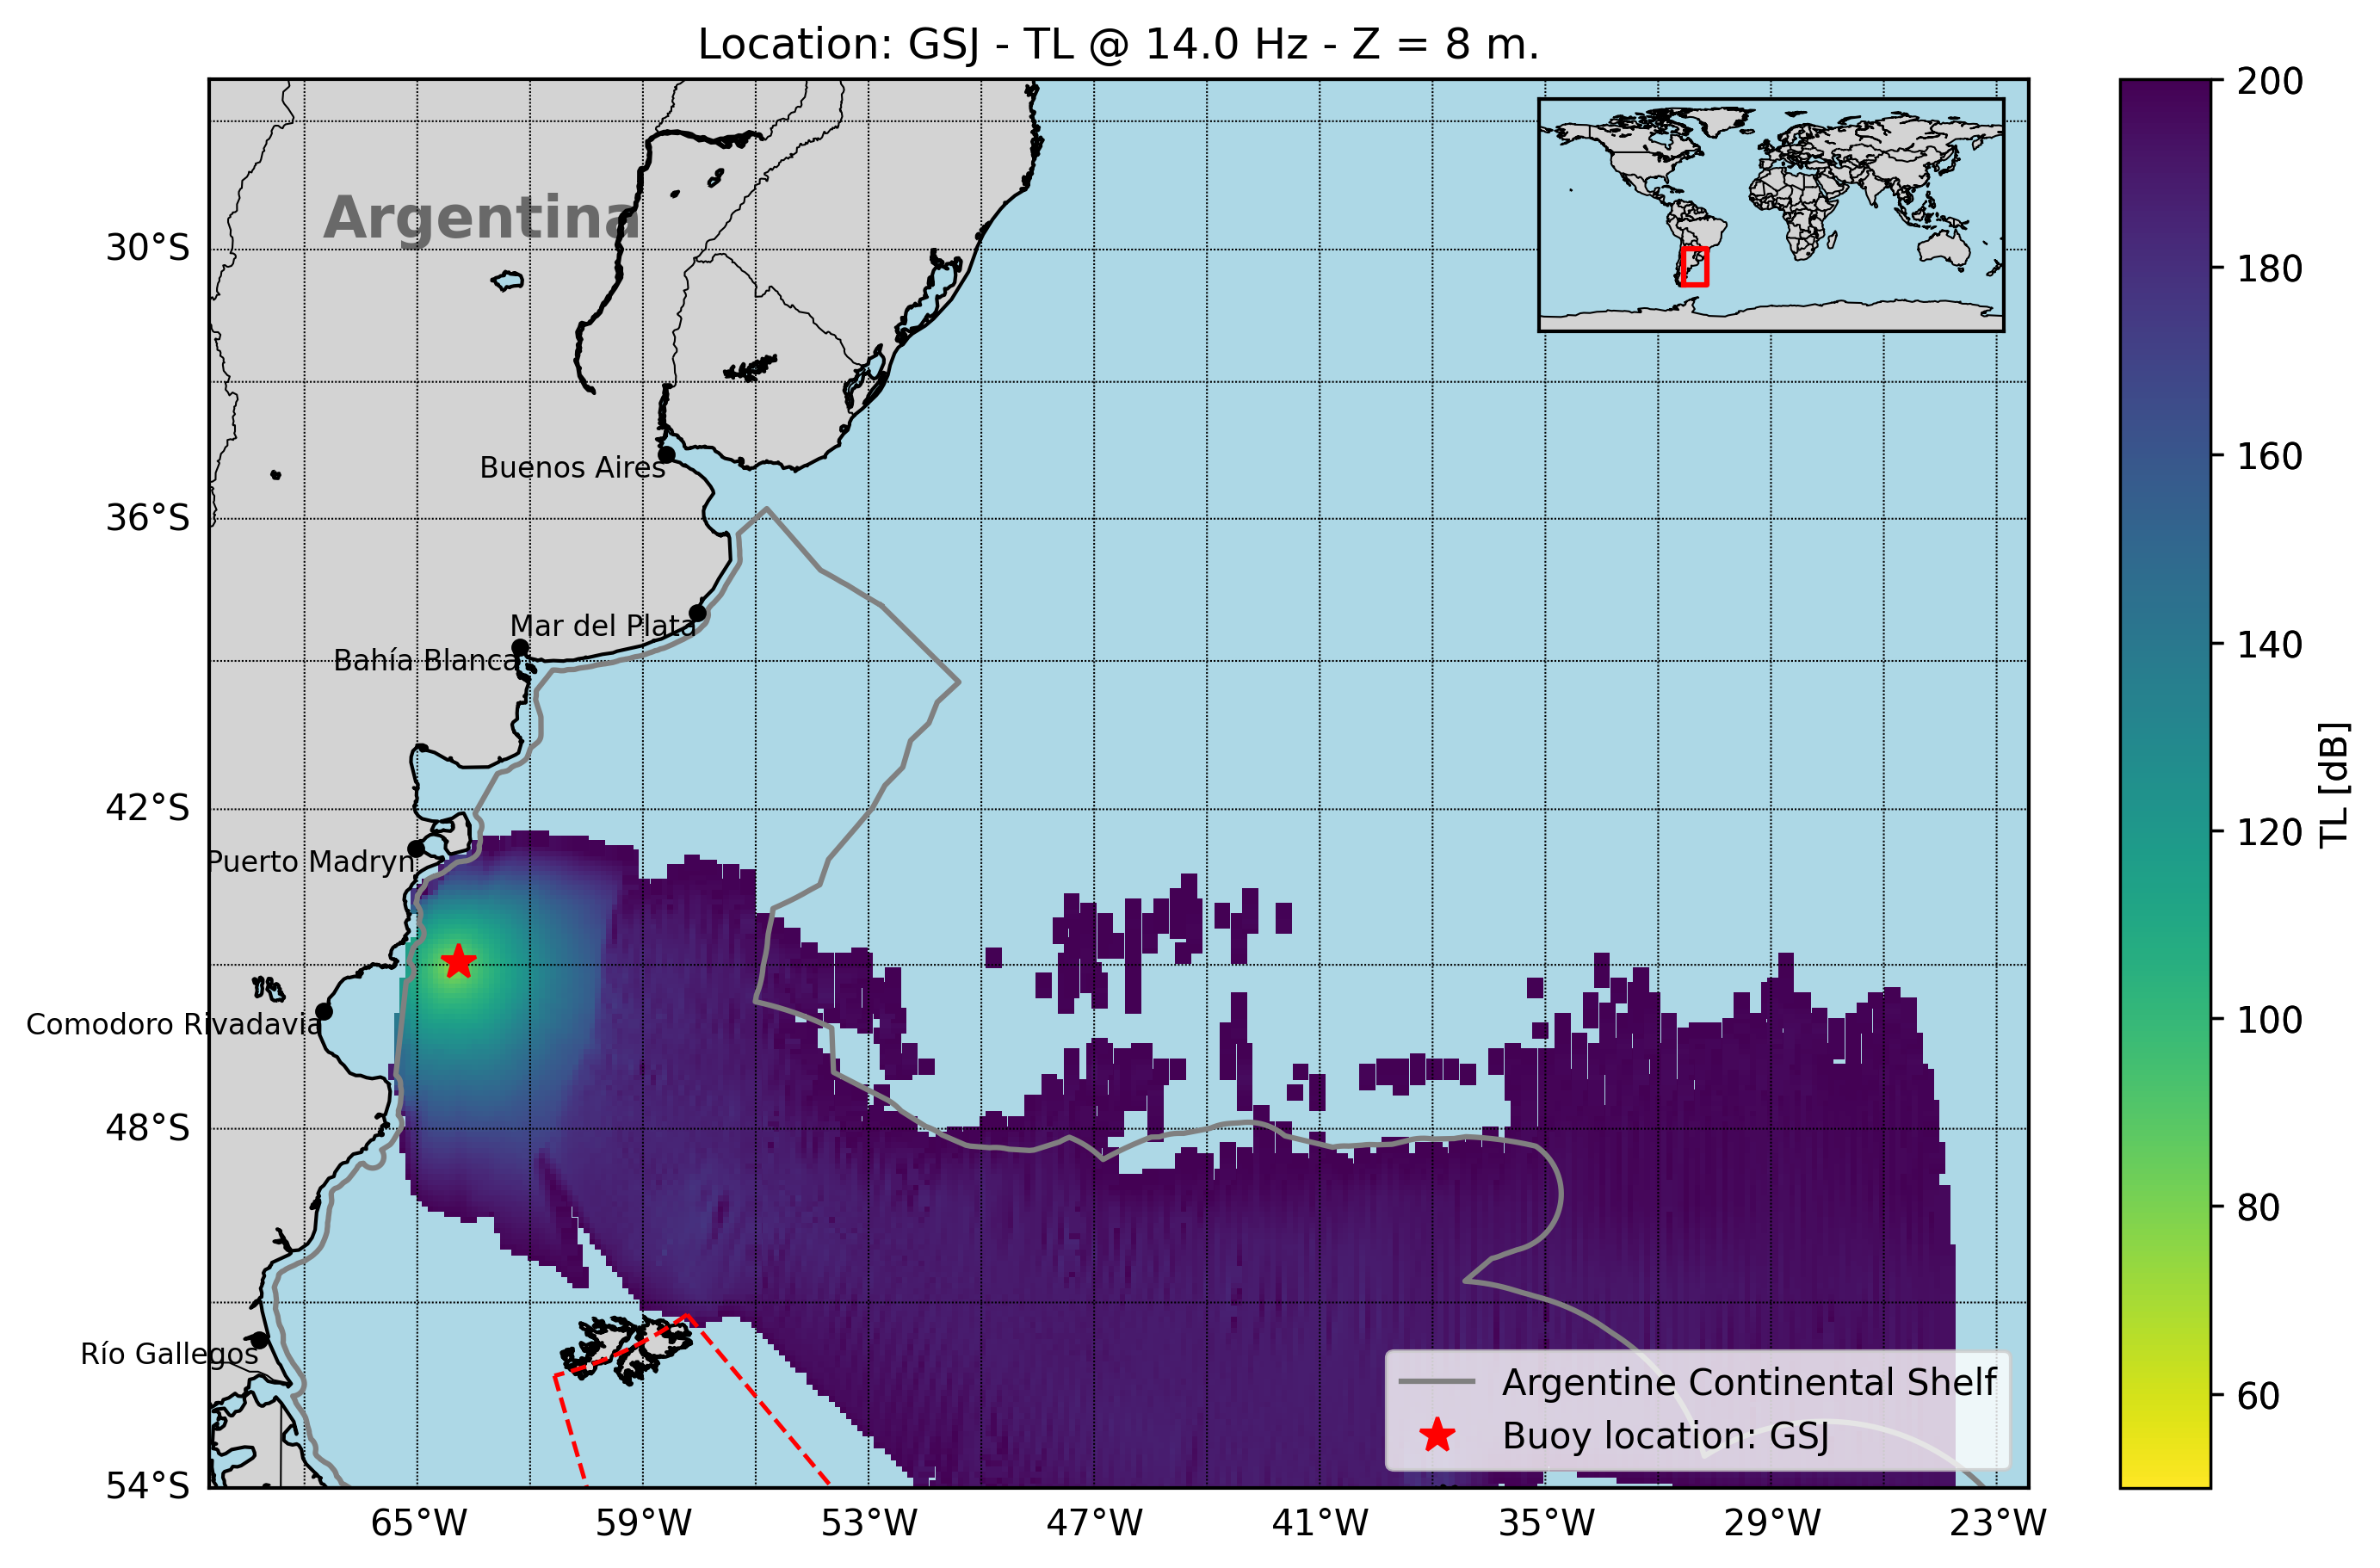 Location: GSJ - TL @ 14.0 Hz - Z = 8 m.
Argentina
30°S
36°S
42°S
48°S
54°S
Buenos Aires
Mar del Plata
Bahía Blanca
Puerto Madryn
Comodoro Rivadavia
Río Gallegos
65°W
59°W
53°W
47°W
41°W
35°W
29°W
23°W
Argentine Continental Shelf
Buoy location: GSJ
200
180
160
140
120
100
80
60
TL [dB]